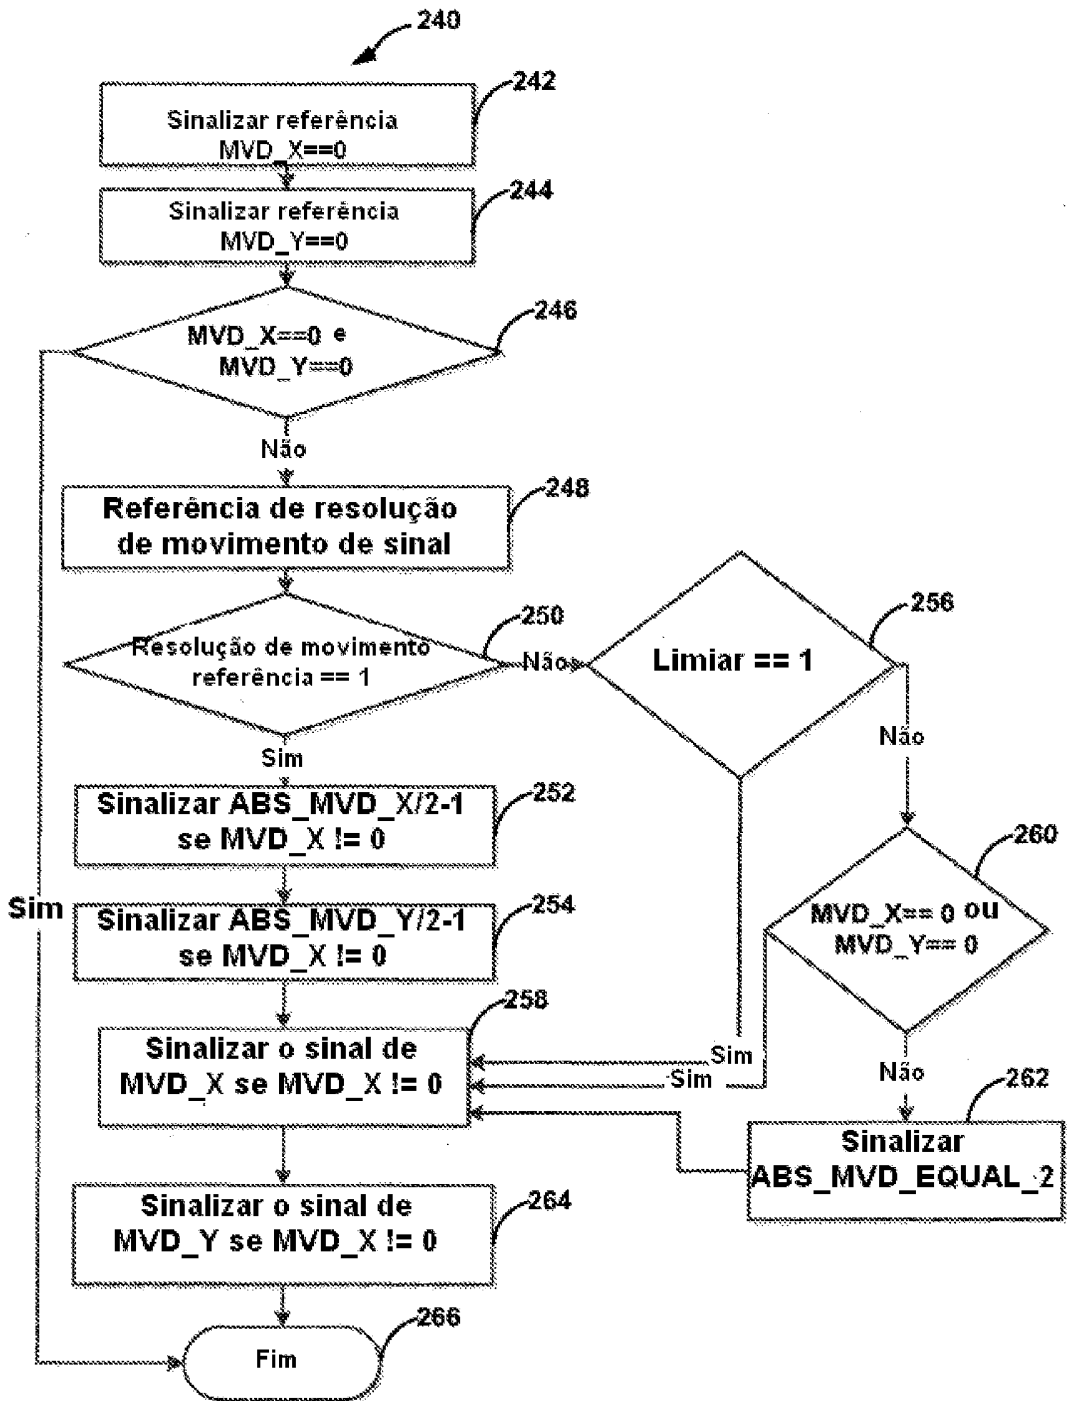 240
242
Sinalizar referência
MVD_X==0
244
Sinalizar referência
MVD_Y==0
246
MVD_X==0 e
MVD_Y==0
Não
248
Referência de resolução
de movimento de sinal
250
Resolução de movimento
referência == 1
Não
256
Limiar == 1
Não
Sim
252
Sinalizar ABS_MVD_X/2-1
se MVD_X != 0
260
MVD_X== 0 ou
MVD_Y== 0
Sim
254
Sinalizar ABS_MVD_Y/2-1
se MVD_X != 0
258
Sinalizar o sinal de
MVD_X se MVD_X != 0
Sim
Sim
Não
262
Sinalizar
ABS_MVD_EQUAL_2
264
Sinalizar o sinal de
MVD_Y se MVD_X != 0
266
Fim